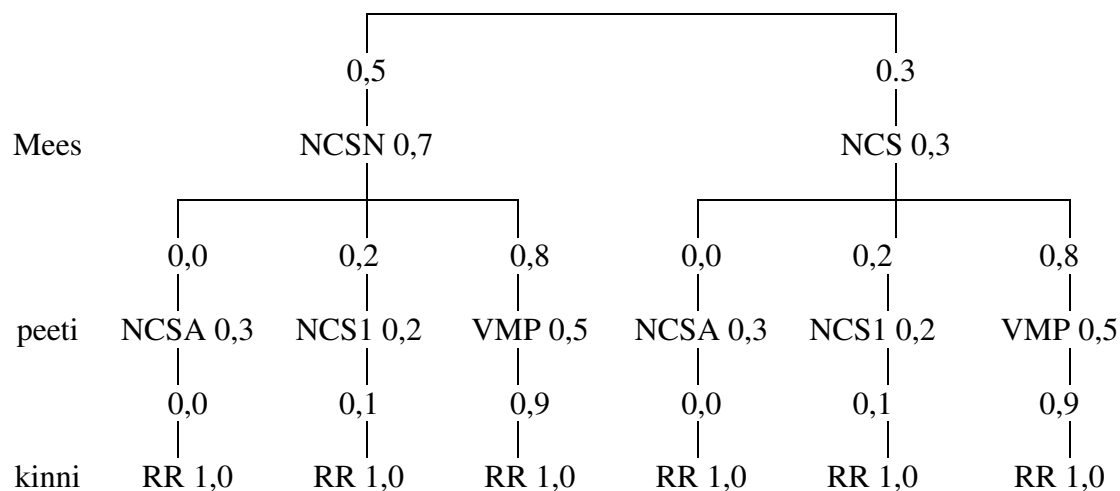 0,5 0.3
Mees NCSN 0,7 NCS 0,3
0,0 0,2 0,8 0,0 0,2 0,8
peeti NCSA 0,3 NCS1 0,2 VMP 0,5 NCSA 0,3 NCS1 0,2 VMP 0,5
0,0 0,1 0,9 0,0 0,1 0,9
kinni RR 1,0 RR 1,0 RR 1,0 RR 1,0 RR 1,0 RR 1,0